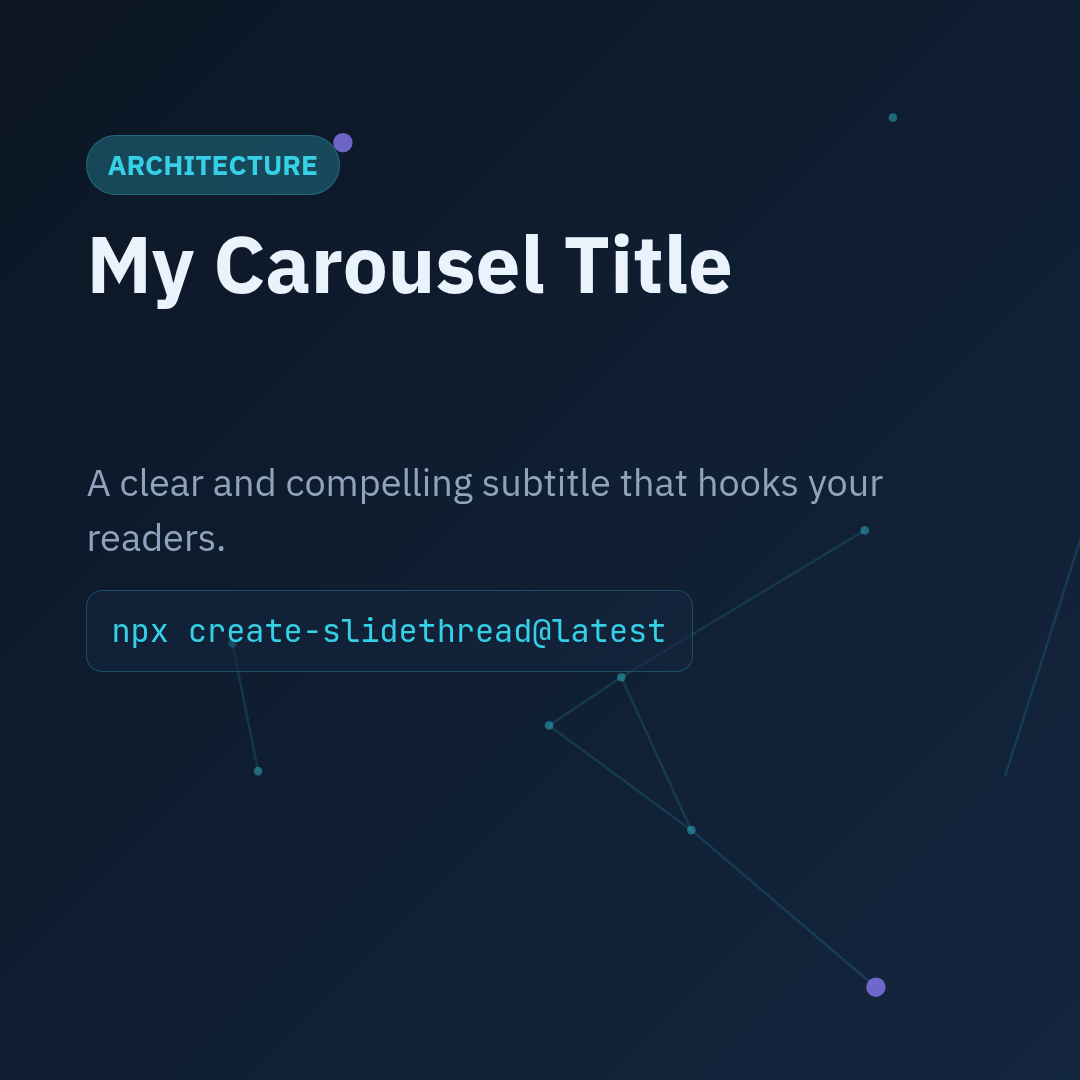 ARCHITECTURE
My Carousel Title
A clear and compelling subtitle that hooks your
readers.
npx create-slidethread@latest